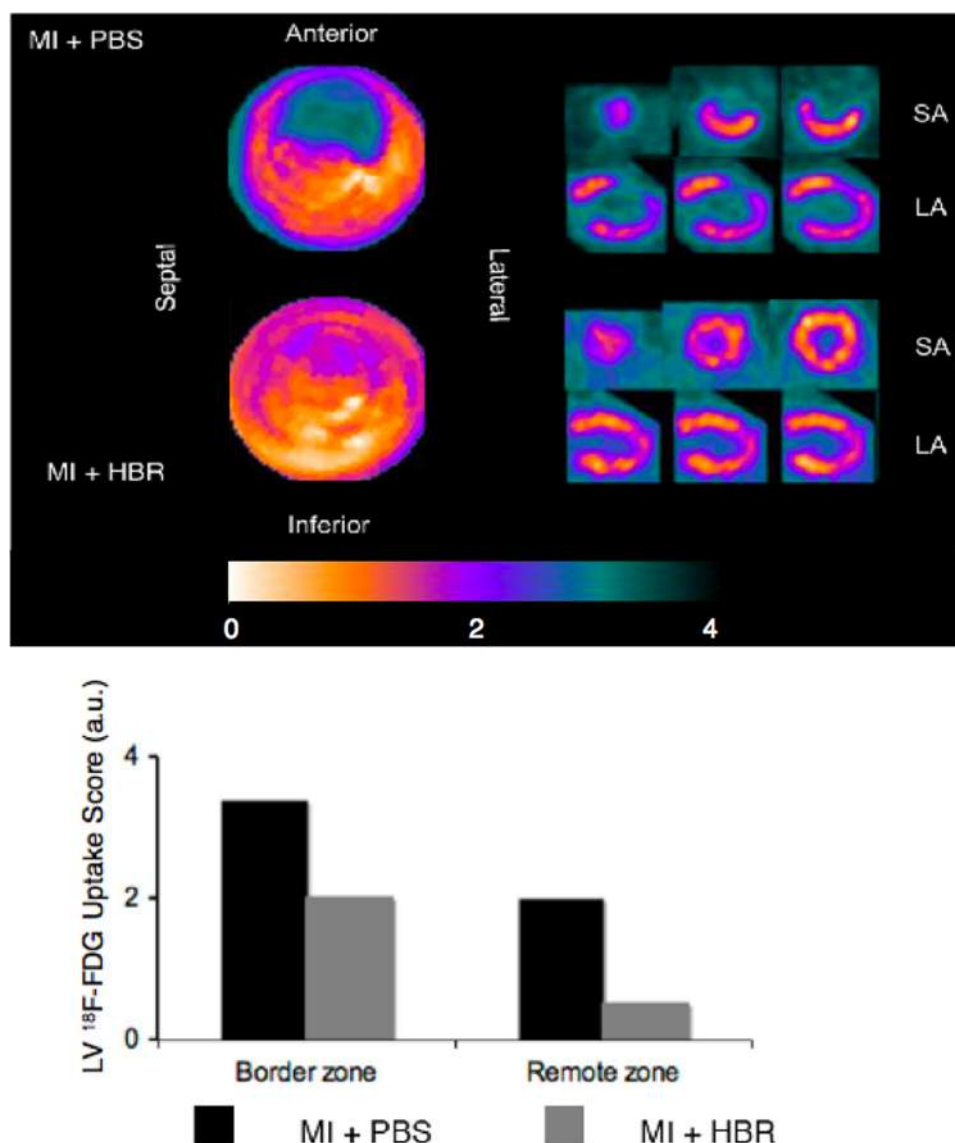 MI + PBS
Anterior
SA
LA
Septal
Lateral
SA
LA
MI + HBR
Inferior
0 2 4
LV ¹⁸F-FDG Uptake Score (a.u.)
4
2
0
Border zone Remote zone
MI + PBS MI + HBR